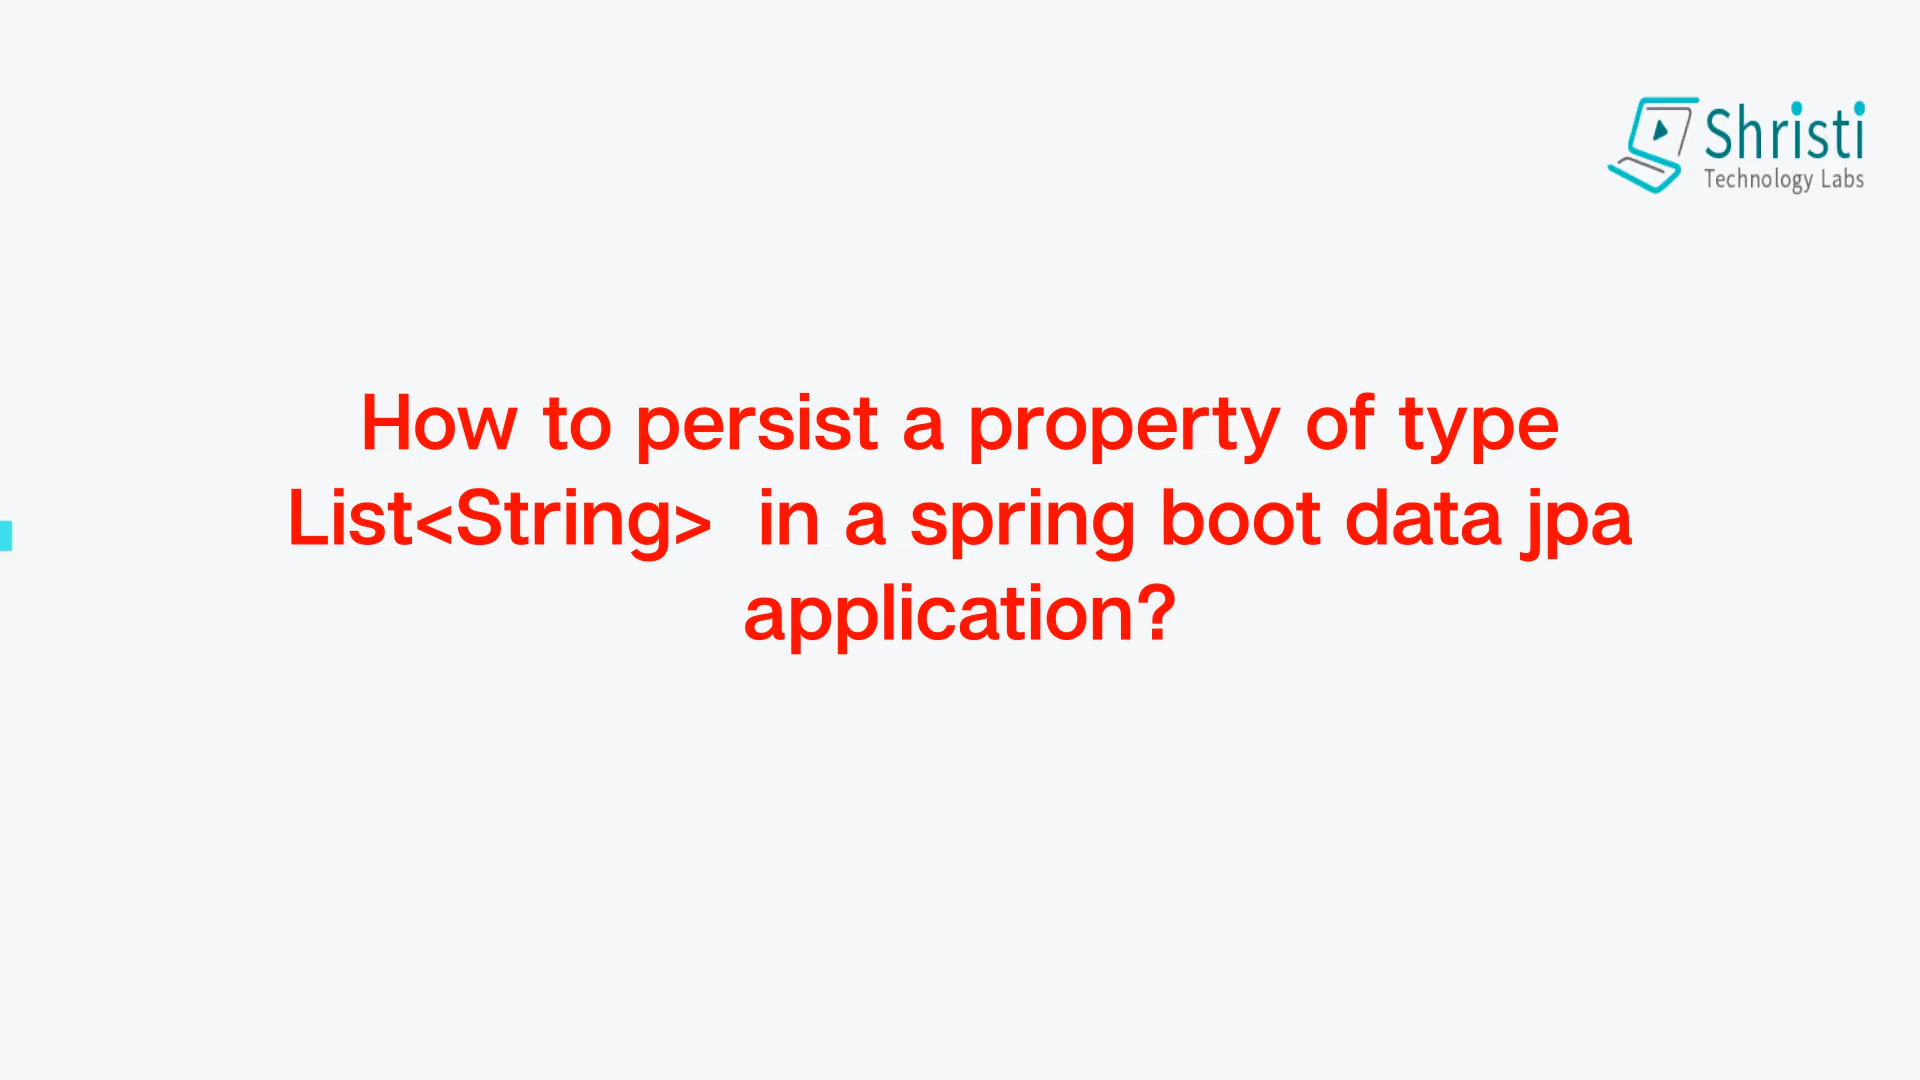 Shristi
Technology Labs
How to persist a property of type
List<String>  in a spring boot data jpa
application?